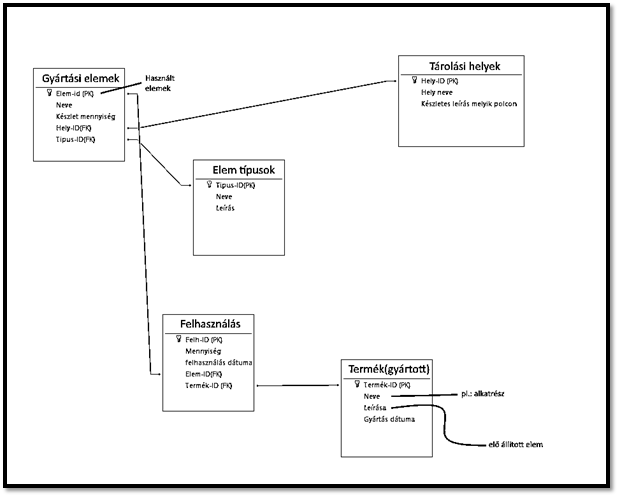 Gyártási elemek
Elem-id (PK)
Neve
Készlet mennyiség
Hely-ID(FK)
Típus-ID(FK)
Használt
elemek
Tárolási helyek
Hely-ID (PK)
Hely neve
Készletes leírás melyik polcon
Elem típusok
Típus-ID(PK)
Neve
Leírás
Felhasználás
Felh-ID (PK)
Mennyiség
felhasználás dátuma
Elem-ID(FK)
Termék-ID (FK)
Termék(gyártott)
Termék-ID (PK)
Neve
Leírása
Gyártás dátuma
pl.: alkatrész
elő állított elem